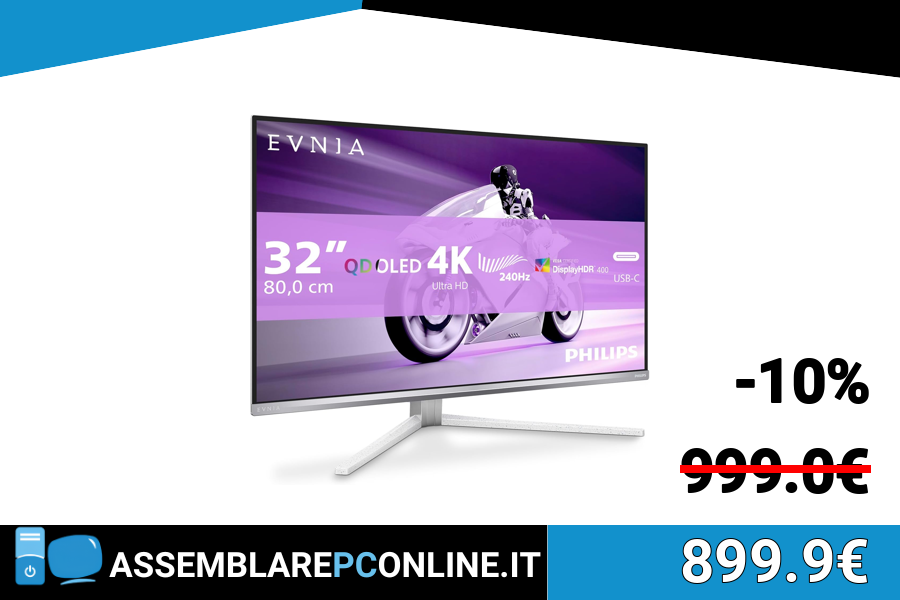 EVNIA
32”
80,0 cm
QD OLED
4K
Ultra HD
240Hz
DisplayHDR 400
USB-C
PHILIPS
EVNIA
-10%
999.0€
ASSEMBLAREPCONLINE.IT
899.9€